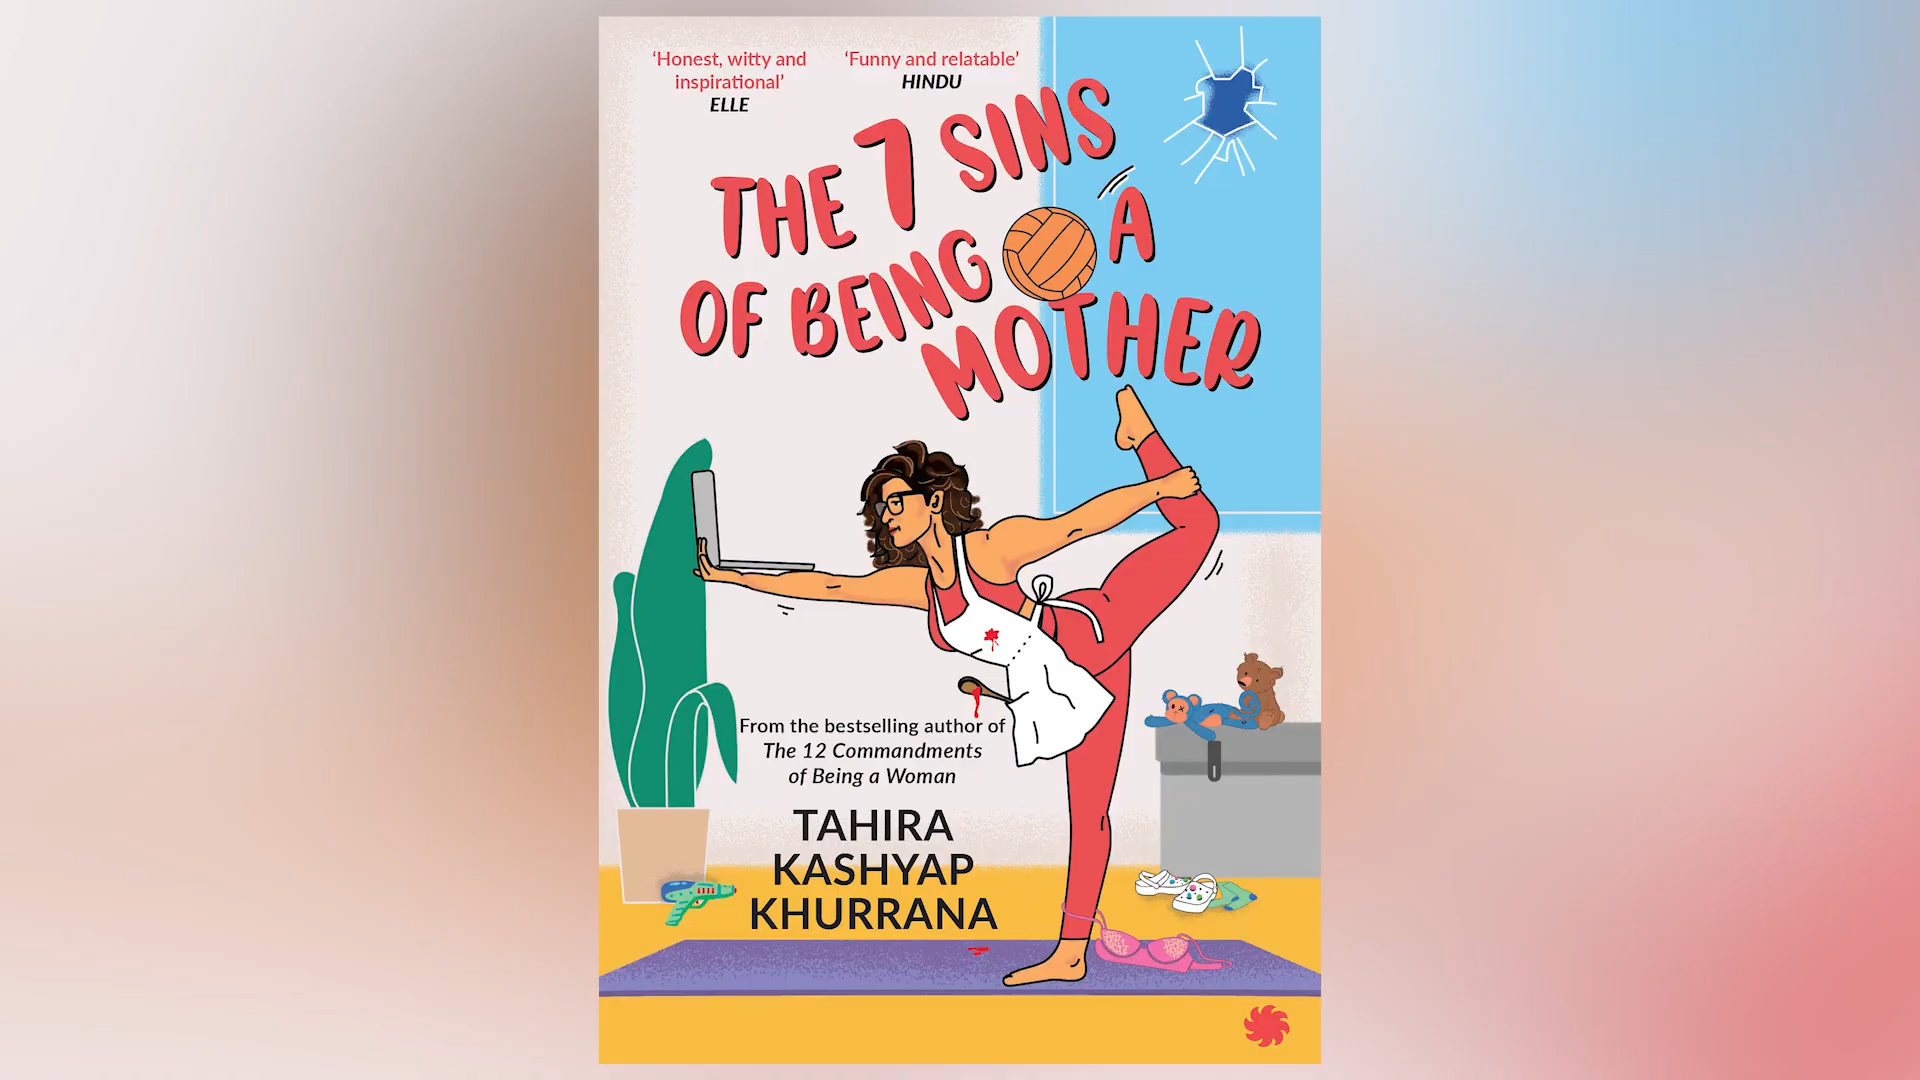 ‘Honest, witty and
inspirational’
ELLE
‘Funny and relatable’
HINDU
THE 7 SINS
OF BEING A
MOTHER
From the bestselling author of
The 12 Commandments
of Being a Woman
TAHIRA
KASHYAP
KHURRANA